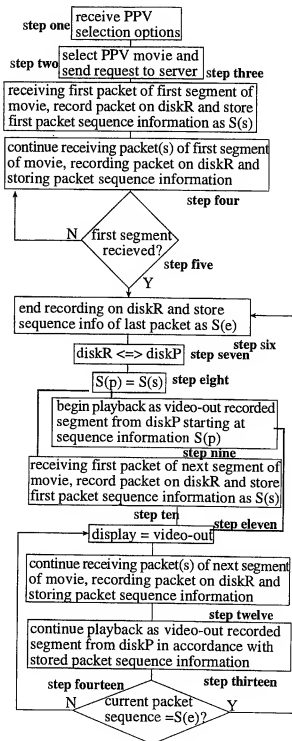 receive PPV
selection options
step one
select PPV movie and
send request to server
step two
step three
receiving first packet of first segment of
movie, record packet on diskR and store
first packet sequence information as S(s)
continue receiving packet(s) of first segment
of movie, recording packet on diskR and
storing packet sequence information
step four
N
first segment
recieved?
step five
Y
end recording on diskR and store
sequence info of last packet as S(e)
step six
diskR <=> diskP
step seven
S(p) = S(s)
step eight
begin playback as video-out recorded
segment from diskP starting at
sequence information S(p)
step nine
receiving first packet of next segment of
movie, record packet on diskR and store
first packet sequence information as S(s)
step ten
step eleven
display = video-out
continue receiving packet(s) of next segment
of movie, recording packet on diskR and
storing packet sequence information
step twelve
continue playback as video-out recorded
segment from diskP in accordance with
stored packet sequence information
step thirteen
step fourteen
N
current packet
sequence =S(e)?
Y